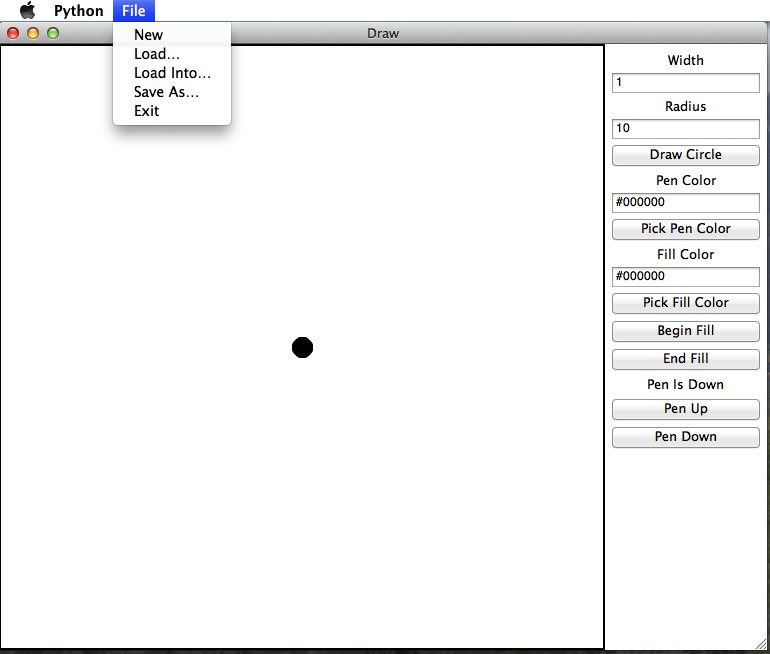 Python File
Draw
New
Load...
Load Into...
Save As...
Exit
Width
1
Radius
10
Draw Circle
Pen Color
#000000
Pick Pen Color
Fill Color
#000000
Pick Fill Color
Begin Fill
End Fill
Pen Is Down
Pen Up
Pen Down